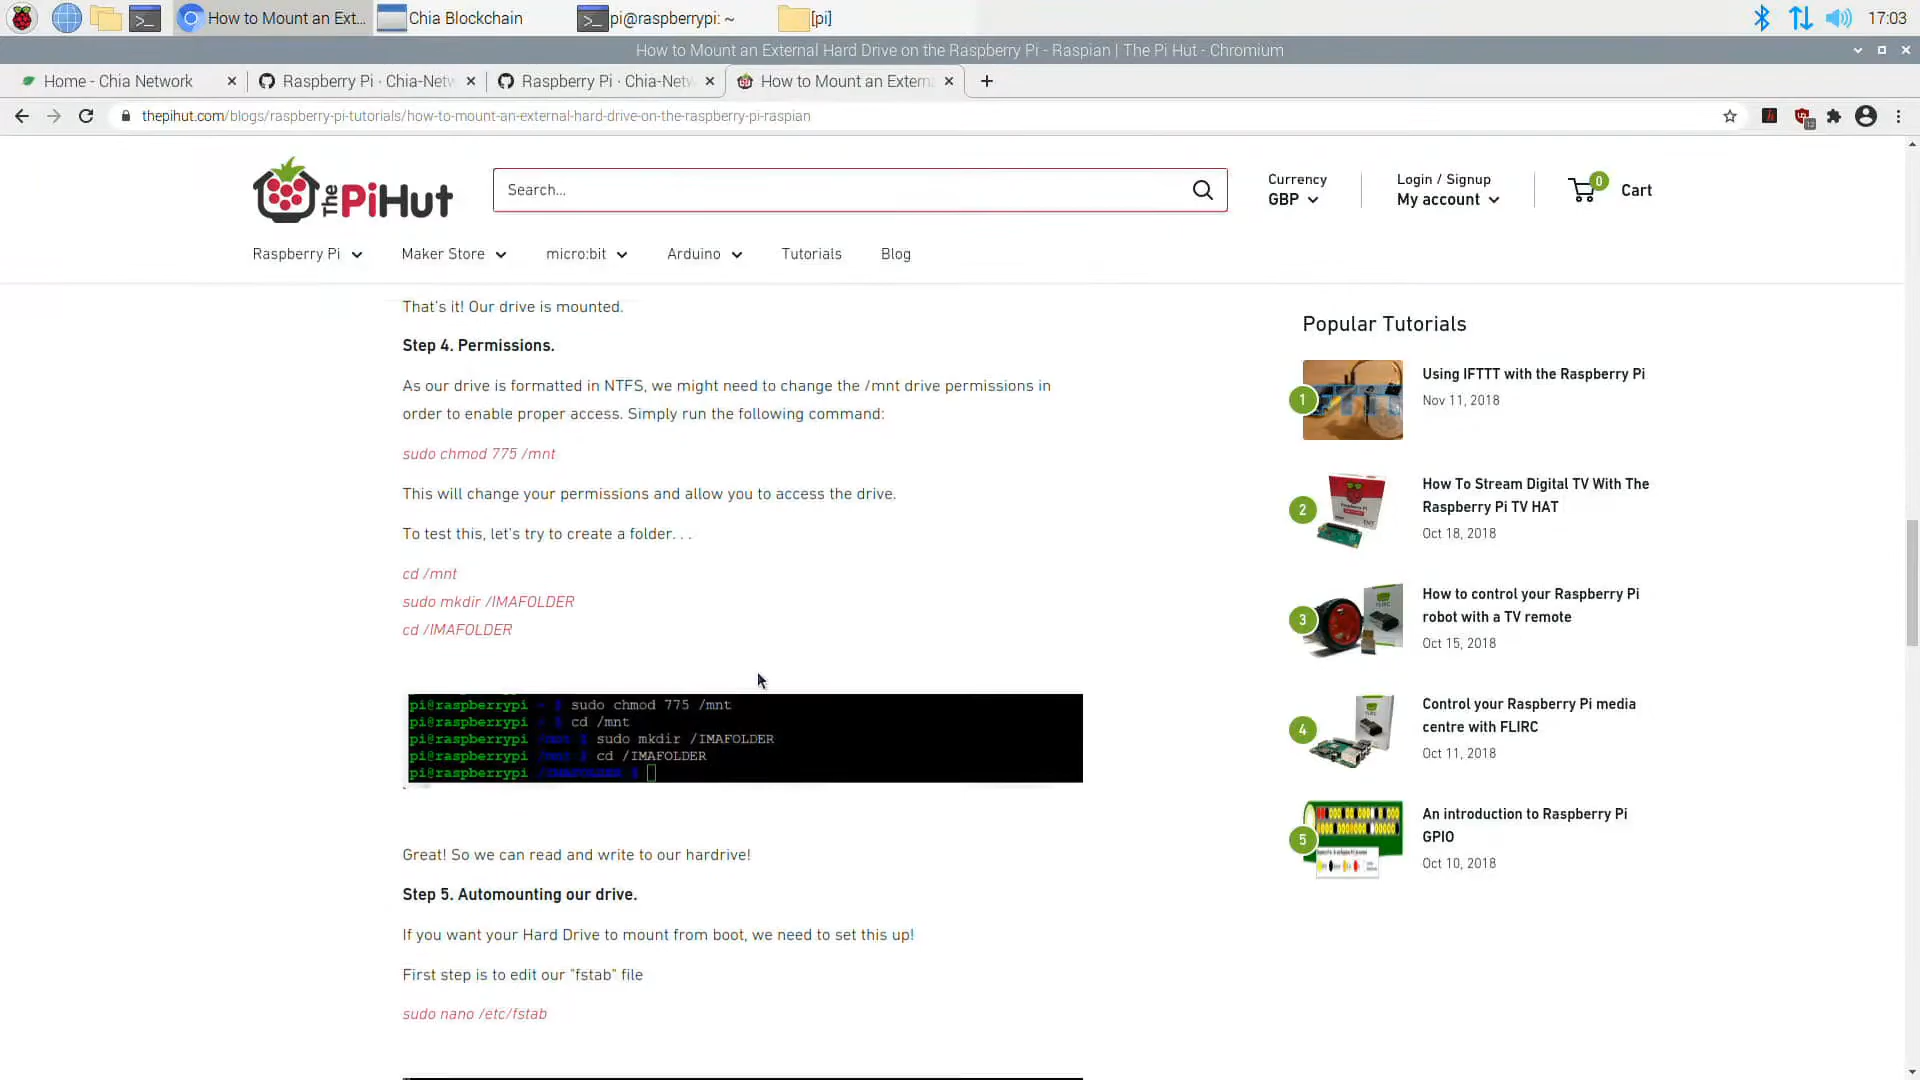 How to Mount an Ext...
Chia Blockchain
pi@raspberrypi: ~
[pi]
17:03
How to Mount an External Hard Drive on the Raspberry Pi - Raspian | The Pi Hut - Chromium
Home - Chia Network
Raspberry Pi · Chia-Netw
Raspberry Pi · Chia-Netw
How to Mount an Extern
thepihut.com/blogs/raspberry-pi-tutorials/how-to-mount-an-external-hard-drive-on-the-raspberry-pi-raspian
The PiHut
Search...
Currency
GBP
Login / Signup
My account
0
Cart
Raspberry Pi
Maker Store
micro:bit
Arduino
Tutorials
Blog
That's it! Our drive is mounted.
Step 4. Permissions.
As our drive is formatted in NTFS, we might need to change the /mnt drive permissions in
order to enable proper access. Simply run the following command:
sudo chmod 775 /mnt
This will change your permissions and allow you to access the drive.
To test this, let's try to create a folder. . .
cd /mnt
sudo mkdir /IMAFOLDER
cd /IMAFOLDER
pi@raspberrypi ~ $ sudo chmod 775 /mnt
pi@raspberrypi / $ cd /mnt
pi@raspberrypi /mnt $ sudo mkdir /IMAFOLDER
pi@raspberrypi /mnt $ cd /IMAFOLDER
pi@raspberrypi /IMAFOLDER $
Great! So we can read and write to our hardrive!
Step 5. Automounting our drive.
If you want your Hard Drive to mount from boot, we need to set this up!
First step is to edit our "fstab" file
sudo nano /etc/fstab
Popular Tutorials
1
Using IFTTT with the Raspberry Pi
Nov 11, 2018
2
How To Stream Digital TV With The
Raspberry Pi TV HAT
Oct 18, 2018
3
How to control your Raspberry Pi
robot with a TV remote
Oct 15, 2018
4
Control your Raspberry Pi media
centre with FLIRC
Oct 11, 2018
5
An introduction to Raspberry Pi
GPIO
Oct 10, 2018